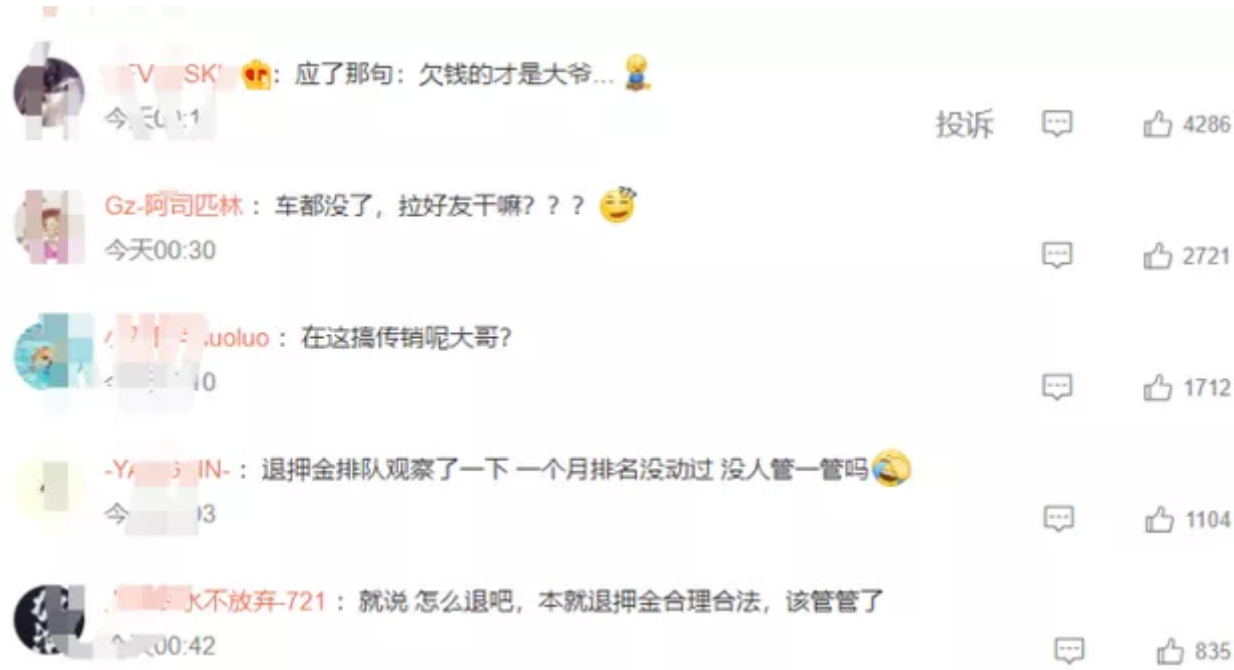 应了那句：欠钱的才是大爷...
投诉 4286
Gz-阿司匹林：车都没了，拉好友干嘛？？？
今天00:30
2721
uoluo：在这搞传销呢大哥?
1712
退押金排队观察了一下 一个月排名没动过 没人管一管吗
1104
水不放弃-721：就说 怎么退吧，本就退押金合理合法，该管管了
00:42
835